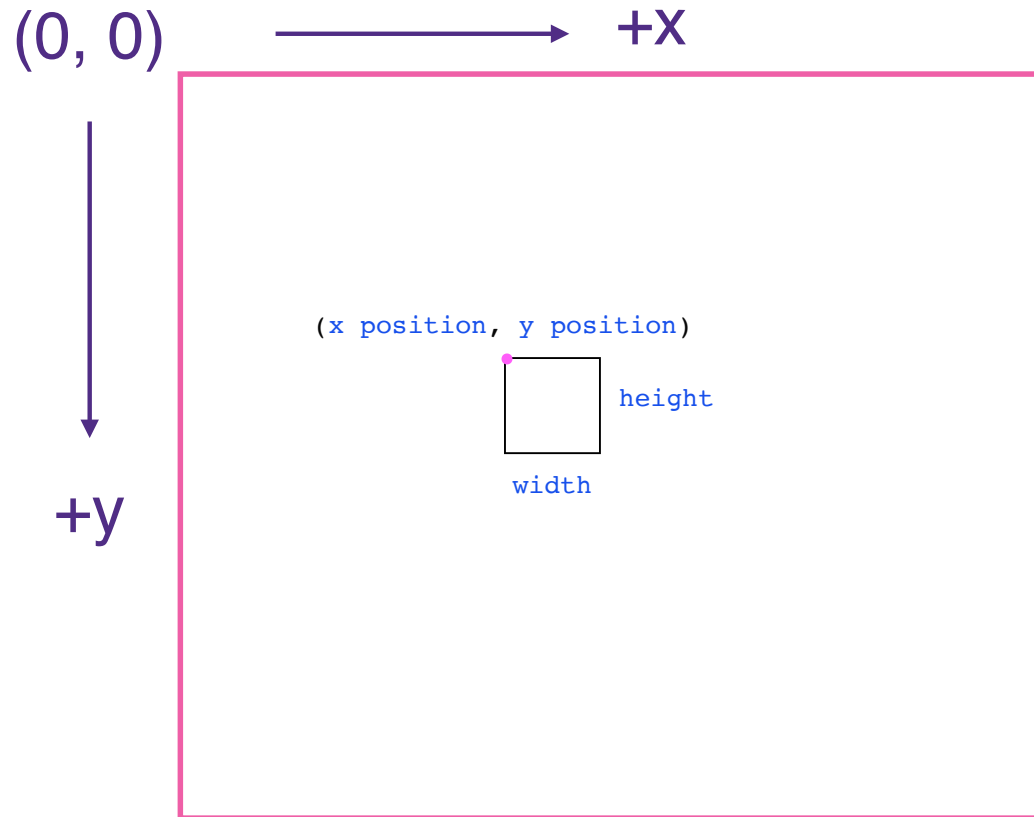 (0, 0) +x
(x position, y position)
height
width
+y